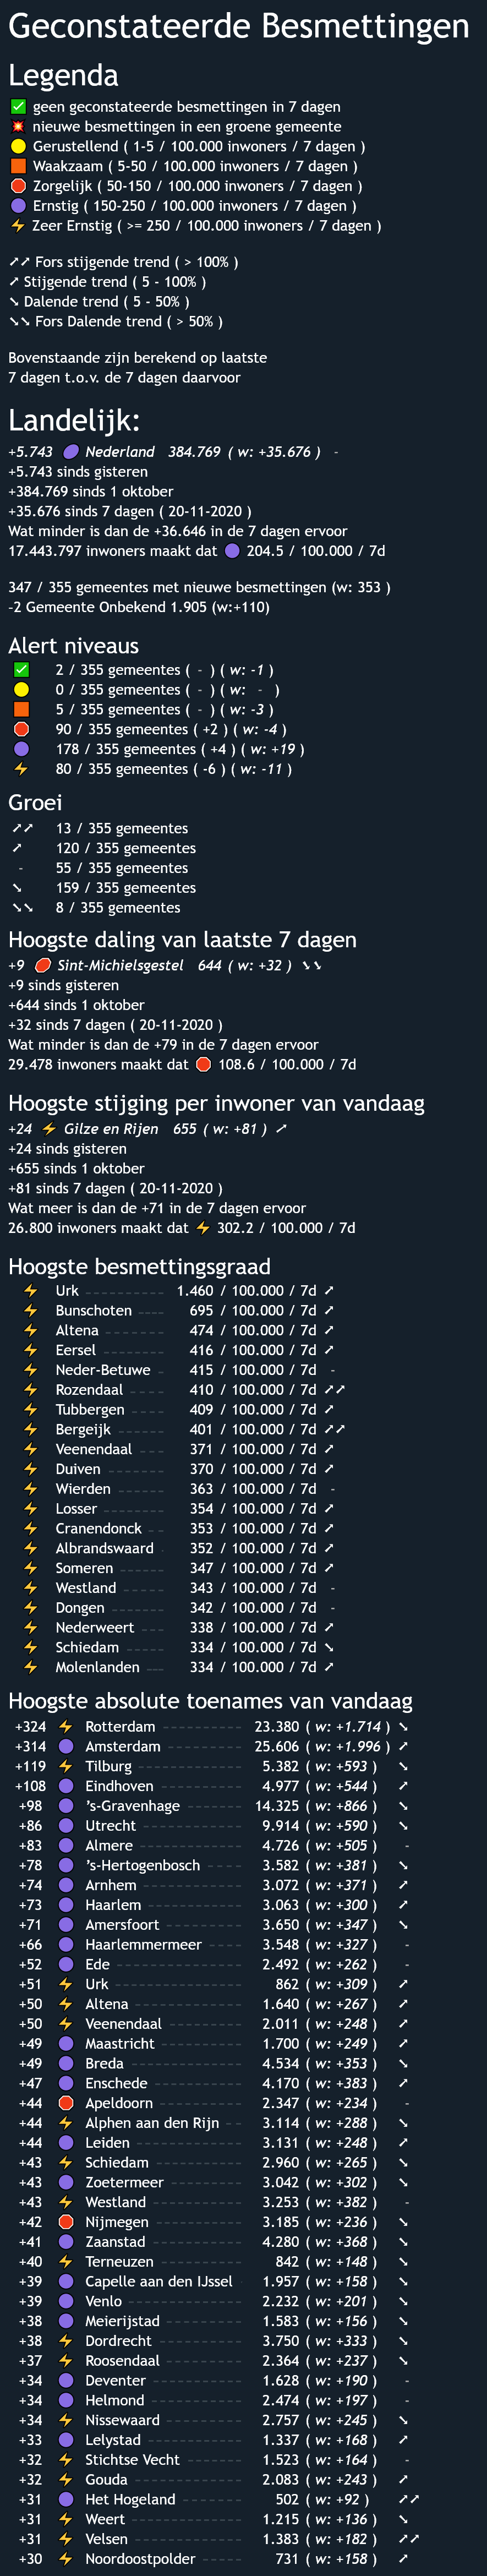 Geconstateerde Besmettingen
Legenda
✅ geen geconstateerde besmettingen in 7 dagen
💥 nieuwe besmettingen in een groene gemeente
🟡 Gerustellend ( 1-5 / 100.000 inwoners / 7 dagen )
🟧 Waakzaam ( 5-50 / 100.000 inwoners / 7 dagen )
🛑 Zorgelijk ( 50-150 / 100.000 inwoners / 7 dagen )
🟣 Ernstig ( 150-250 / 100.000 inwoners / 7 dagen )
⚡ Zeer Ernstig ( >= 250 / 100.000 inwoners / 7 dagen )
➚➚ Fors stijgende trend ( > 100% )
➚ Stijgende trend ( 5 - 100% )
➘ Dalende trend ( 5 - 50% )
➘➘ Fors Dalende trend ( > 50% )
Bovenstaande zijn berekend op laatste
7 dagen t.o.v. de 7 dagen daarvoor
Landelijk:
+5.743 🟣 Nederland 384.769 ( w: +35.676 ) -
+5.743 sinds gisteren
+384.769 sinds 1 oktober
+35.676 sinds 7 dagen ( 20-11-2020 )
Wat minder is dan de +36.646 in de 7 dagen ervoor
17.443.797 inwoners maakt dat 🟣 204.5 / 100.000 / 7d
347 / 355 gemeentes met nieuwe besmettingen (w: 353 )
-2 Gemeente Onbekend 1.905 (w:+110)
Alert niveaus
✅ 2 / 355 gemeentes ( - ) ( w: -1 )
🟡 0 / 355 gemeentes ( - ) ( w: - )
🟧 5 / 355 gemeentes ( - ) ( w: -3 )
🛑 90 / 355 gemeentes ( +2 ) ( w: -4 )
🟣 178 / 355 gemeentes ( +4 ) ( w: +19 )
⚡ 80 / 355 gemeentes ( -6 ) ( w: -11 )
Groei
➚➚ 13 / 355 gemeentes
➚ 120 / 355 gemeentes
- 55 / 355 gemeentes
➘ 159 / 355 gemeentes
➘➘ 8 / 355 gemeentes
Hoogste daling van laatste 7 dagen
+9 🛑 Sint-Michielsgestel 644 ( w: +32 ) ➘➘
+9 sinds gisteren
+644 sinds 1 oktober
+32 sinds 7 dagen ( 20-11-2020 )
Wat minder is dan de +79 in de 7 dagen ervoor
29.478 inwoners maakt dat 🛑 108.6 / 100.000 / 7d
Hoogste stijging per inwoner van vandaag
+24 ⚡ Gilze en Rijen 655 ( w: +81 ) ➚
+24 sinds gisteren
+655 sinds 1 oktober
+81 sinds 7 dagen ( 20-11-2020 )
Wat meer is dan de +71 in de 7 dagen ervoor
26.800 inwoners maakt dat ⚡ 302.2 / 100.000 / 7d
Hoogste besmettingsgraad
⚡ Urk 1.460 / 100.000 / 7d ➚
⚡ Bunschoten 695 / 100.000 / 7d ➚
⚡ Altena 474 / 100.000 / 7d ➚
⚡ Eersel 416 / 100.000 / 7d ➚
⚡ Neder-Betuwe 415 / 100.000 / 7d -
⚡ Rozendaal 410 / 100.000 / 7d ➚➚
⚡ Tubbergen 409 / 100.000 / 7d ➚
⚡ Bergeijk 401 / 100.000 / 7d ➚➚
⚡ Veenendaal 371 / 100.000 / 7d ➚
⚡ Duiven 370 / 100.000 / 7d ➚
⚡ Wierden 363 / 100.000 / 7d -
⚡ Losser 354 / 100.000 / 7d ➚
⚡ Cranendonck 353 / 100.000 / 7d ➚
⚡ Albrandswaard 352 / 100.000 / 7d ➚
⚡ Someren 347 / 100.000 / 7d ➚
⚡ Westland 343 / 100.000 / 7d -
⚡ Dongen 342 / 100.000 / 7d -
⚡ Nederweert 338 / 100.000 / 7d ➚
⚡ Schiedam 334 / 100.000 / 7d ➘
⚡ Molenlanden 334 / 100.000 / 7d ➚
Hoogste absolute toenames van vandaag
+324 ⚡ Rotterdam 23.380 ( w: +1.714 ) ➘
+314 🟣 Amsterdam 25.606 ( w: +1.996 ) ➚
+119 ⚡ Tilburg 5.382 ( w: +593 ) ➘
+108 🟣 Eindhoven 4.977 ( w: +544 ) ➚
+98 🟣 's-Gravenhage 14.325 ( w: +866 ) ➘
+86 🟣 Utrecht 9.914 ( w: +590 ) ➘
+83 🟣 Almere 4.726 ( w: +505 ) -
+78 🟣 's-Hertogenbosch 3.582 ( w: +381 ) ➘
+74 🟣 Arnhem 3.072 ( w: +371 ) ➚
+73 🟣 Haarlem 3.063 ( w: +300 ) ➚
+71 🟣 Amersfoort 3.650 ( w: +347 ) ➘
+66 🟣 Haarlemmermeer 3.548 ( w: +327 ) -
+52 🟣 Ede 2.492 ( w: +262 ) -
+51 ⚡ Urk 862 ( w: +309 ) ➚
+50 ⚡ Altena 1.640 ( w: +267 ) ➚
+50 ⚡ Veenendaal 2.011 ( w: +248 ) ➚
+49 🟣 Maastricht 1.700 ( w: +249 ) ➚
+49 🟣 Breda 4.534 ( w: +353 ) ➘
+47 🟣 Enschede 4.170 ( w: +383 ) ➚
+44 🛑 Apeldoorn 2.347 ( w: +234 ) -
+44 ⚡ Alphen aan den Rijn 3.114 ( w: +288 ) ➘
+44 🟣 Leiden 3.131 ( w: +248 ) ➚
+43 ⚡ Schiedam 2.960 ( w: +265 ) ➘
+43 🟣 Zoetermeer 3.042 ( w: +302 ) ➘
+43 ⚡ Westland 3.253 ( w: +382 ) -
+42 🛑 Nijmegen 3.185 ( w: +236 ) ➘
+41 🟣 Zaanstad 4.280 ( w: +368 ) ➘
+40 ⚡ Terneuzen 842 ( w: +148 ) ➘
+39 🟣 Capelle aan den IJssel 1.957 ( w: +158 ) ➘
+39 🟣 Venlo 2.232 ( w: +201 ) ➘
+38 🟣 Meierijstad 1.583 ( w: +156 ) ➘
+38 ⚡ Dordrecht 3.750 ( w: +333 ) ➘
+37 ⚡ Roosendaal 2.364 ( w: +237 ) ➘
+34 🟣 Deventer 1.628 ( w: +190 ) -
+34 🟣 Helmond 2.474 ( w: +197 ) -
+34 ⚡ Nissewaard 2.757 ( w: +245 ) ➘
+33 🟣 Lelystad 1.337 ( w: +168 ) ➚
+32 ⚡ Stichtse Vecht 1.523 ( w: +164 ) -
+32 ⚡ Gouda 2.083 ( w: +243 ) ➚
+31 🟣 Het Hogeland 502 ( w: +92 ) ➚➚
+31 ⚡ Weert 1.215 ( w: +136 ) ➘
+31 ⚡ Velsen 1.383 ( w: +182 ) ➚➚
+30 ⚡ Noordoostpolder 731 ( w: +158 ) ➚